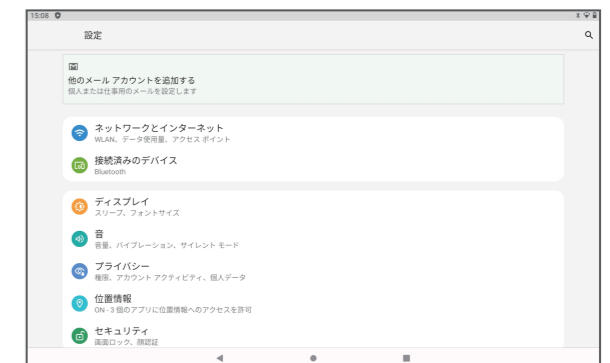 15:08
設定
他のメール アカウントを追加する
個人または仕事用のメールを設定します
ネットワークとインターネット
WLAN、データ使用量、アクセス ポイント
接続済みのデバイス
Bluetooth
ディスプレイ
スリープ、フォントサイズ
音
音量、バイブレーション、サイレント モード
プライバシー
権限、アカウント アクティビティ、個人データ
位置情報
ON - 3 個のアプリに位置情報へのアクセスを許可
セキュリティ
画面ロック、顔認証